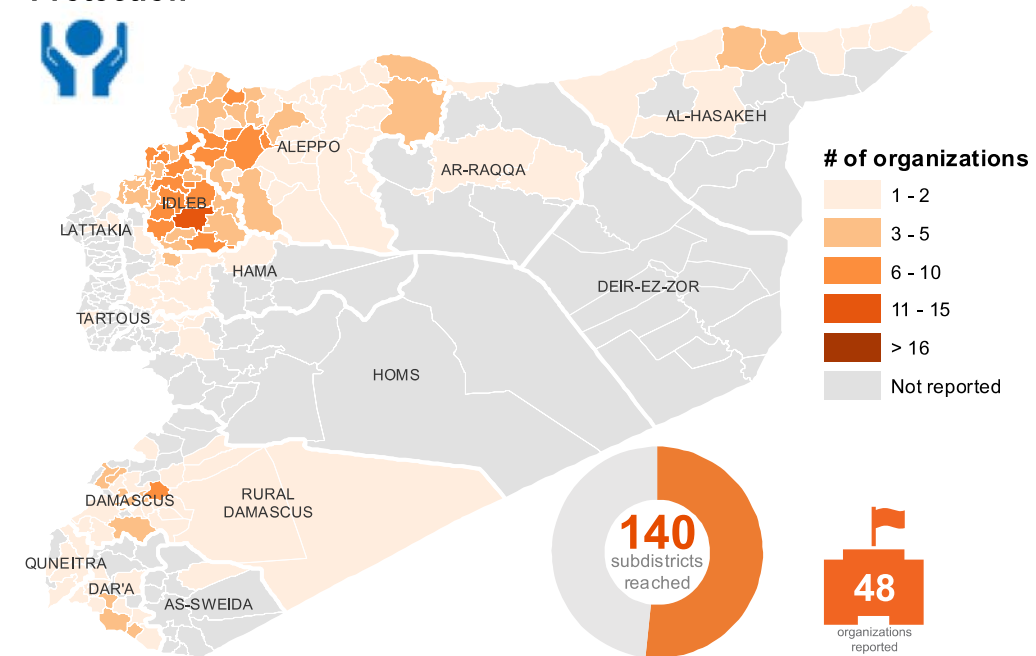 Protection
ALEPPO
AL-HASAKEH
AR-RAQQA
IDLEB
LATTAKIA
HAMA
DEIR-EZ-ZOR
TARTOUS
HOMS
DAMASCUS
RURAL
DAMASCUS
QUNEITRA
DAR'A
AS-SWEIDA
# of organizations
1 - 2
3 - 5
6 - 10
11 - 15
> 16
Not reported
140
subdistricts
reached
48
organizations
reported